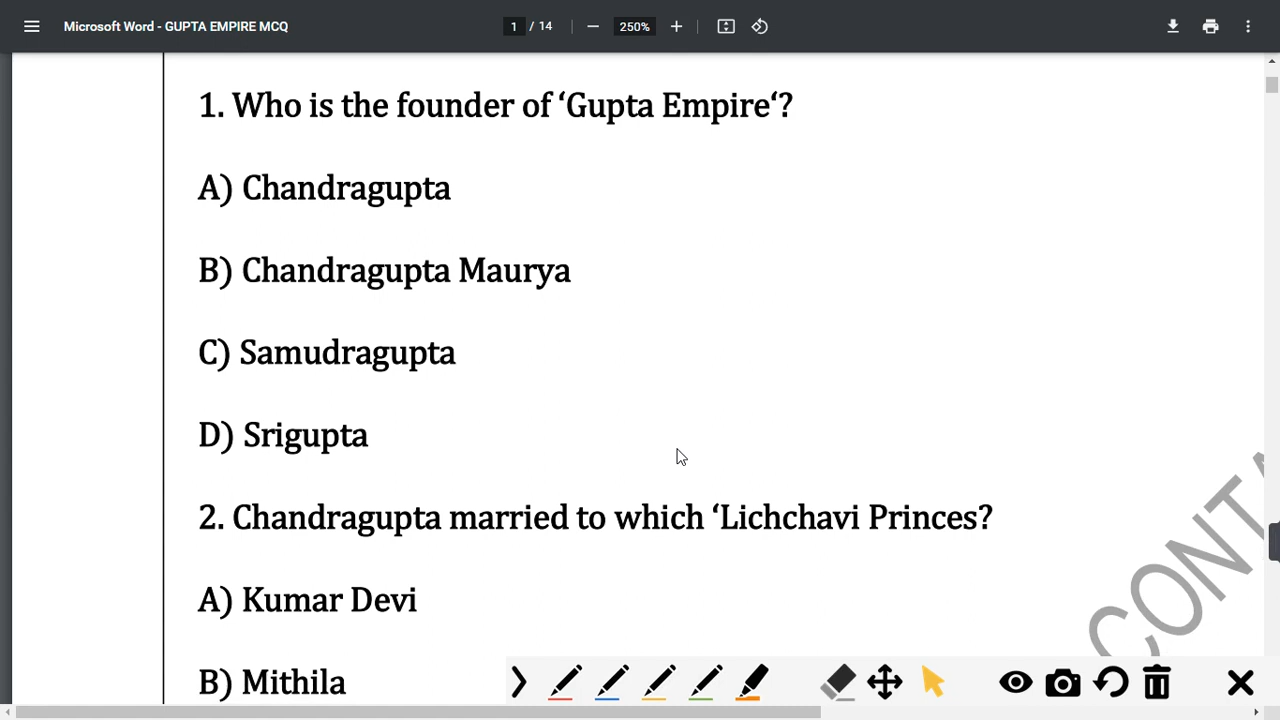 Microsoft Word - GUPTA EMPIRE MCQ
1 / 14
250%
1. Who is the founder of ‘Gupta Empire‘?
A) Chandragupta
B) Chandragupta Maurya
C) Samudragupta
D) Srigupta
2. Chandragupta married to which ‘Lichchavi Princes?
A) Kumar Devi
B) Mithila